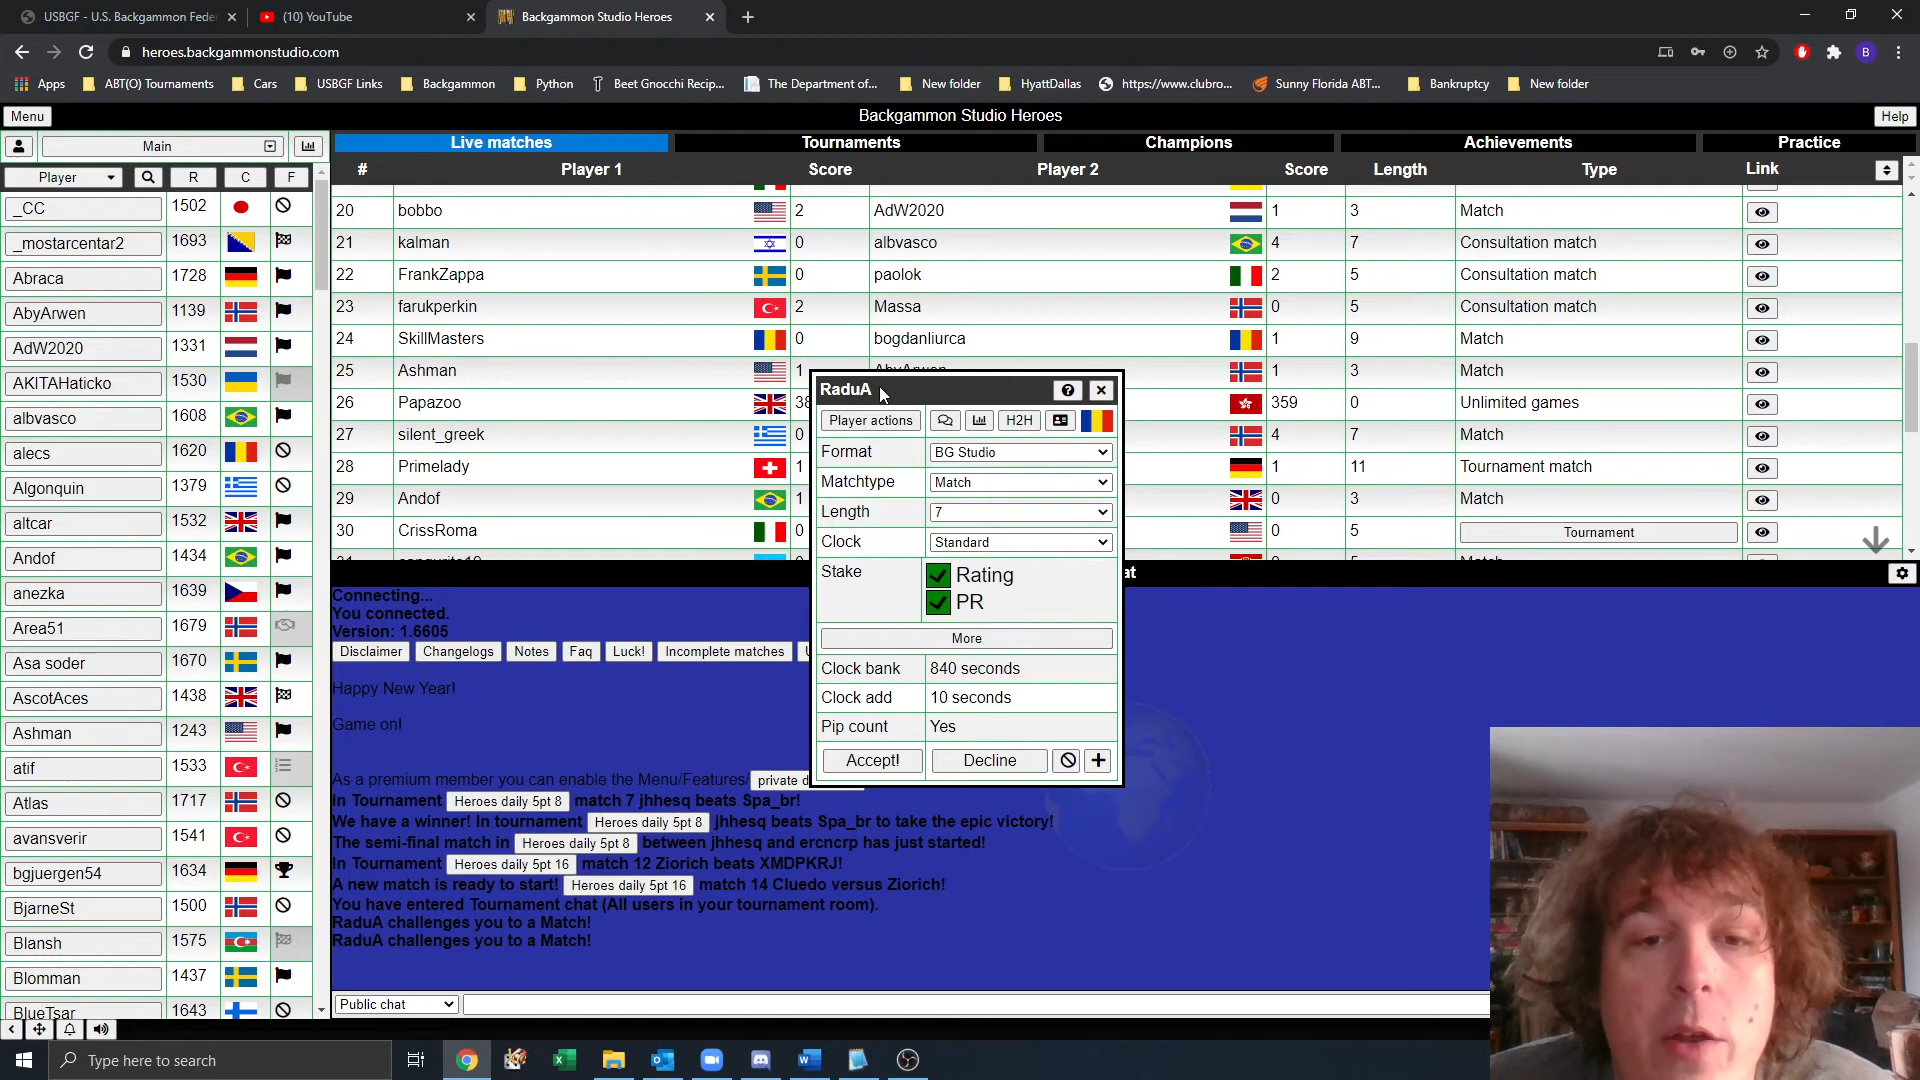 USBGF - U.S. Backgammon Fede
(10) YouTube
Backgammon Studio Heroes
heroes.backgammonstudio.com
Apps
ABT(O) Tournaments
Cars
USBGF Links
Backgammon
Python
Beet Gnocchi Recip...
The Department of...
New folder
HyattDallas
https://www.clubro...
Sunny Florida ABT...
Bankruptcy
New folder
Menu
Backgammon Studio Heroes
Help
Main
Live matches
Tournaments
Champions
Achievements
Practice
Player R C F
# Player 1 Score Player 2 Score Length Type Link
_CC 1502
_mostarcentar2 1693
Abraca 1728
AbyArwen 1139
AdW2020 1331
AKITAHaticko 1530
albvasco 1608
alecs 1620
Algonquin 1379
altcar 1532
Andof 1434
anezka 1639
Area51 1679
Asa soder 1670
AscotAces 1438
Ashman 1243
atif 1533
Atlas 1717
avansverir 1541
bgjuergen54 1634
BjarneSt 1500
Blansh 1575
Blomman 1437
BlueTsar 1643
20 bobbo 2 AdW2020 1 3 Match
21 kalman 0 albvasco 4 7 Consultation match
22 FrankZappa 0 paolok 2 5 Consultation match
23 farukperkin 2 Massa 0 5 Consultation match
24 SkillMasters 0 bogdanliurca 1 9 Match
25 Ashman 1 AbyArwen 1 3 Match
26 Papazoo 38 359 0 Unlimited games
27 silent_greek 0 4 7 Match
28 Primelady 1 1 11 Tournament match
29 Andof 1 0 3 Match
30 CrissRoma 0 0 5 Tournament
RaduA
Player actions H2H
Format BG Studio
Matchtype Match
Length 7
Clock Standard
Stake Rating
PR
More
Clock bank 840 seconds
Clock add 10 seconds
Pip count Yes
Accept! Decline
at
Connecting...
You connected.
Version: 1.6605
Disclaimer Changelogs Notes Faq Luck! Incomplete matches
Happy New Year!
Game on!
As a premium member you can enable the Menu/Features/ private d
In Tournament Heroes daily 5pt 8 match 7 jhhesq beats Spa_br!
We have a winner! In tournament Heroes daily 5pt 8 jhhesq beats Spa_br to take the epic victory!
The semi-final match in Heroes daily 5pt 8 between jhhesq and ercncrp has just started!
In Tournament Heroes daily 5pt 16 match 12 Ziorich beats XMDPKRJ!
A new match is ready to start! Heroes daily 5pt 16 match 14 Cluedo versus Ziorich!
You have entered Tournament chat (All users in your tournament room).
RaduA challenges you to a Match!
RaduA challenges you to a Match!
Public chat
Type here to search